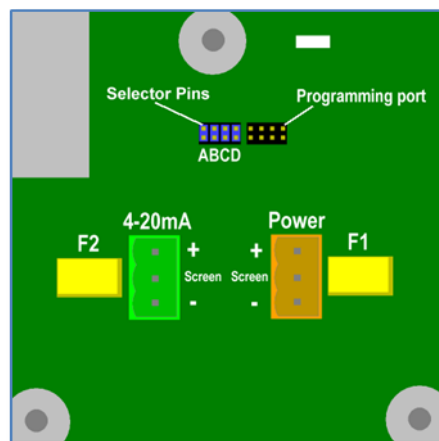 Selector Pins
Programming port
ABCD
4-20mA
Power
F2
F1
+
+
Screen
Screen
-
-